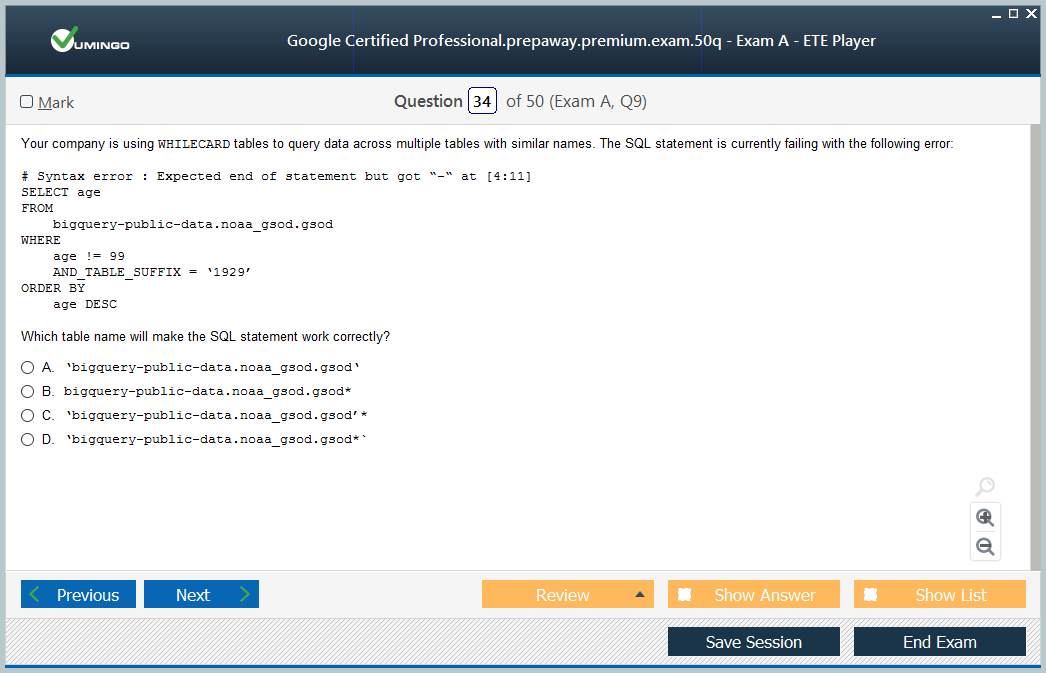 VUMINGO
Google Certified Professional.prepaway.premium.exam.50q - Exam A - ETE Player
Mark
Question 34 of 50 (Exam A, Q9)
Your company is using WHILECARD tables to query data across multiple tables with similar names. The SQL statement is currently failing with the following error:
# Syntax error : Expected end of statement but got “-“ at [4:11]
SELECT age
FROM
bigquery-public-data.noaa_gsod.gsod
WHERE
age != 99
AND_TABLE_SUFFIX = ‘1929’
ORDER BY
age DESC
Which table name will make the SQL statement work correctly?
A. ‘bigquery-public-data.noaa_gsod.gsod‘
B. bigquery-public-data.noaa_gsod.gsod*
C. ‘bigquery-public-data.noaa_gsod.gsod’*
D. ‘bigquery-public-data.noaa_gsod.gsod*`
Previous
Next
Review
Show Answer
Show List
Save Session
End Exam